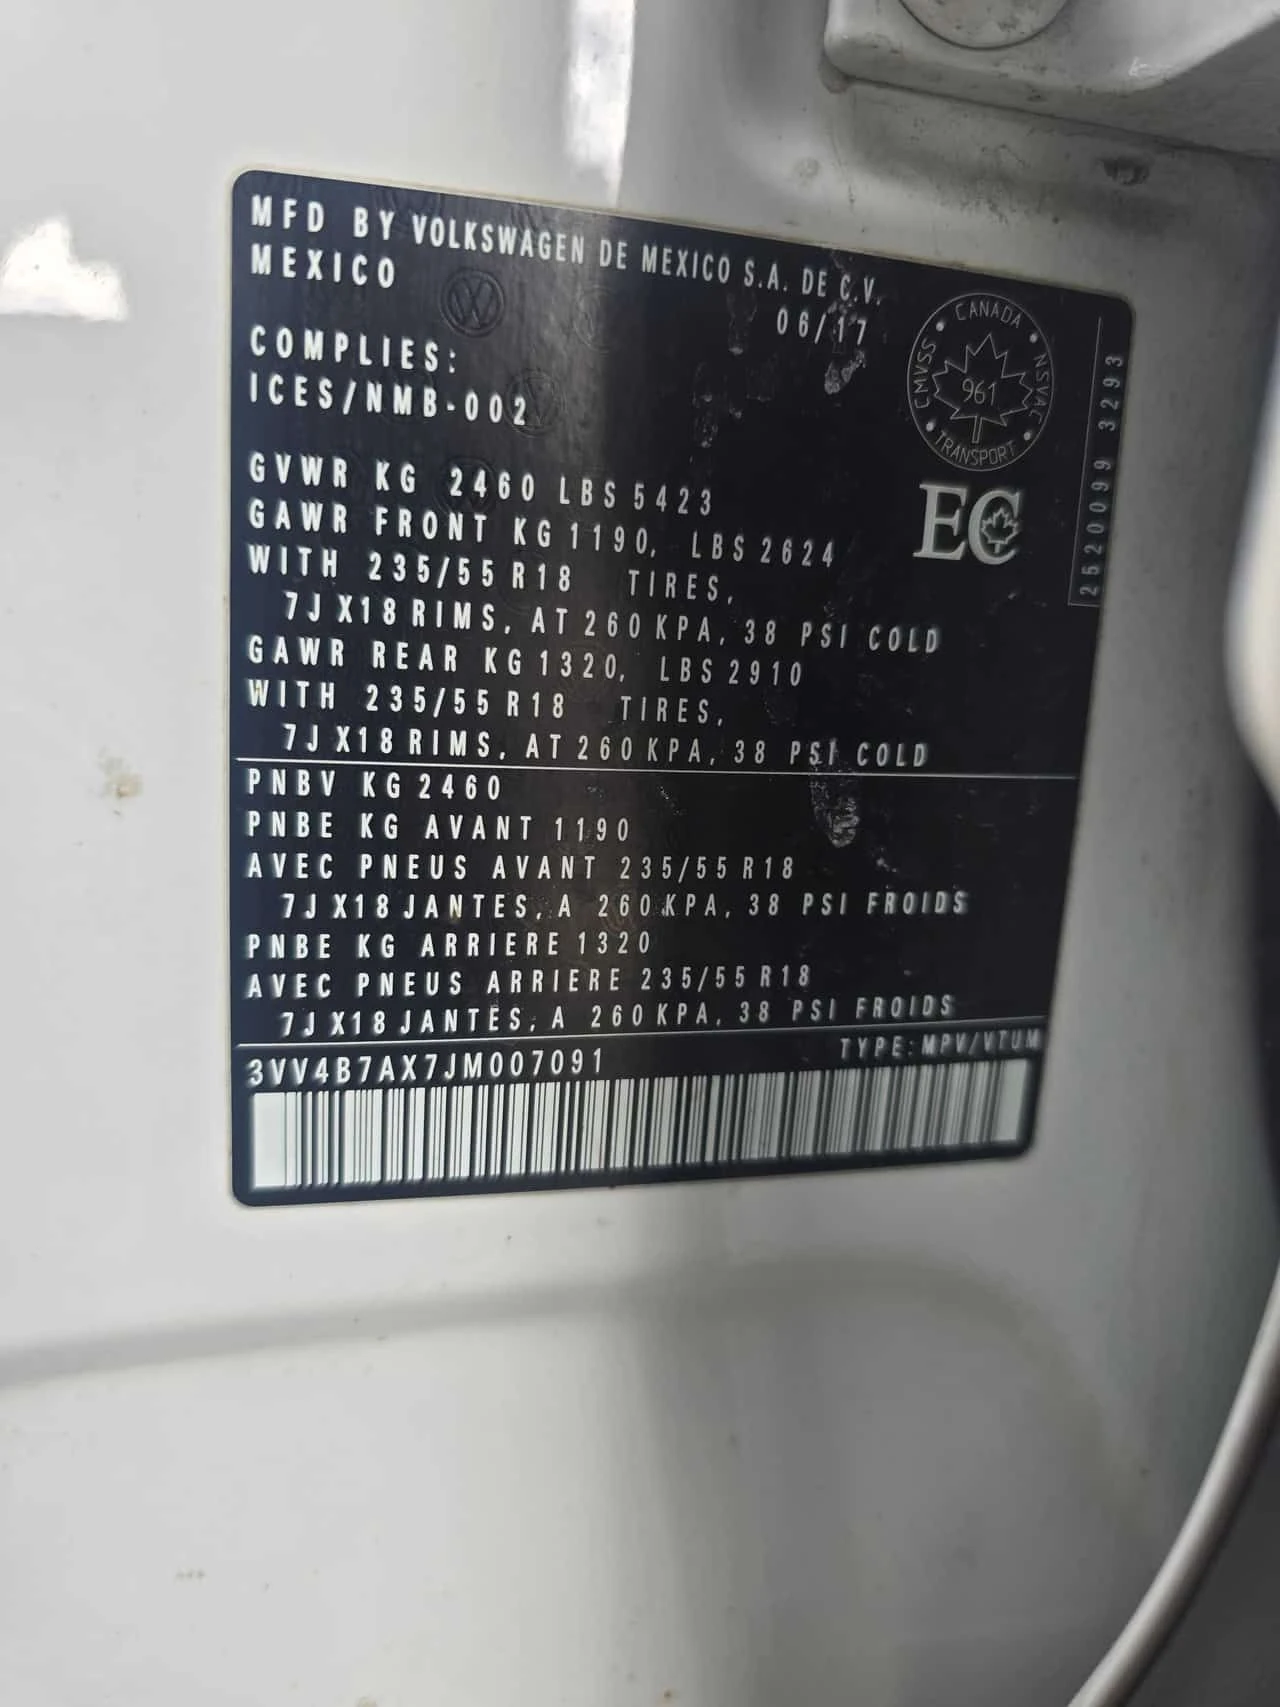 MFD BY VOLKSWAGEN DE MEXICO S.A. DE C.V.
MEXICO
06/17
COMPLIES:
ICES/NMB-002
CANADA
CMVSS
NSVAC
961
TRANSPORT
EC
2520099 3293
GVWR KG 2460 LBS 5423
GAWR FRONT KG 1190, LBS 2624
WITH 235/55 R18 TIRES,
7J X18 RIMS, AT 260 KPA, 38 PSI COLD
GAWR REAR KG 1320, LBS 2910
WITH 235/55 R18 TIRES,
7J X18 RIMS, AT 260 KPA, 38 PSI COLD
PNBV KG 2460
PNBE KG AVANT 1190
AVEC PNEUS AVANT 235/55 R18
7J X18 JANTES, A 260 KPA, 38 PSI FROIDS
PNBE KG ARRIERE 1320
AVEC PNEUS ARRIERE 235/55 R18
7J X18 JANTES, A 260 KPA, 38 PSI FROIDS
3VV4B7AX7JM007091 TYPE: MPV/VTUM